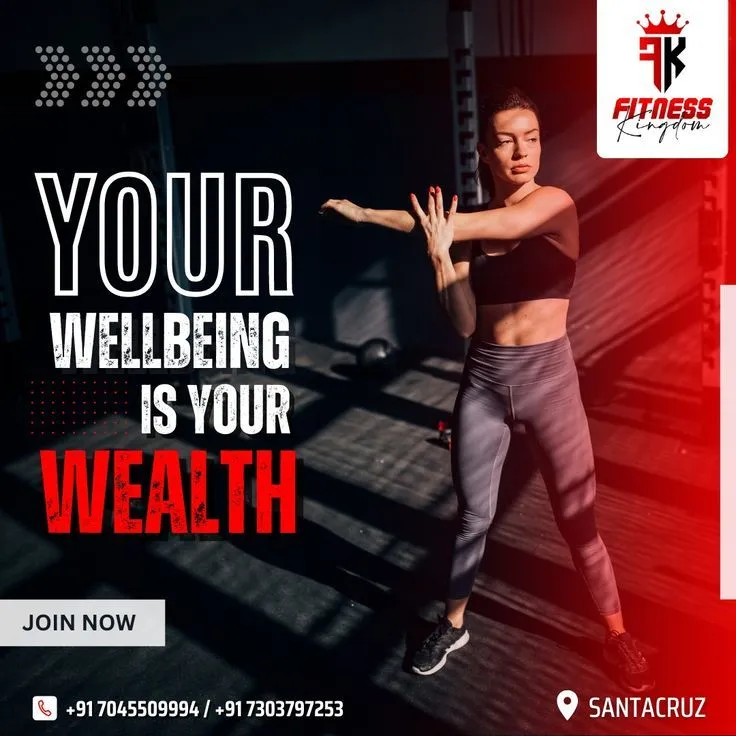 FK
FITNESS
Kingdom
YOUR
WELLBEING
IS YOUR
WEALTH
JOIN NOW
+91 7045509994 / +91 7303797253
SANTACRUZ